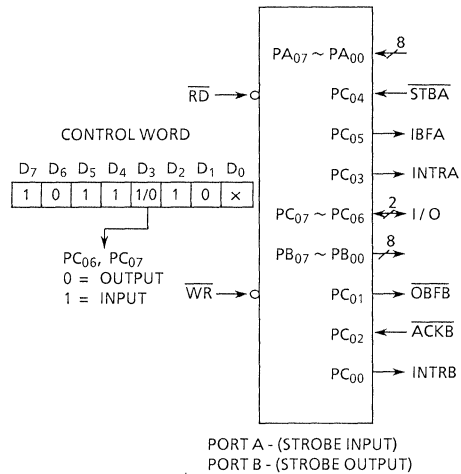 PA07 ~ PA00 8
RD PC04 STBA
CONTROL WORD PC05 IBFA
D7 D6 D5 D4 D3 D2 D1 D0
1 0 1 1 1/0 1 0 ×
PC03 INTRA
PC07 ~ PC06 2 I/O
PC06, PC07
0 = OUTPUT
1 = INPUT
PB07 ~ PB00 8
WR PC01 OBFB
PC02 ACKB
PC00 INTRB
PORT A - (STROBE INPUT)
PORT B - (STROBE OUTPUT)